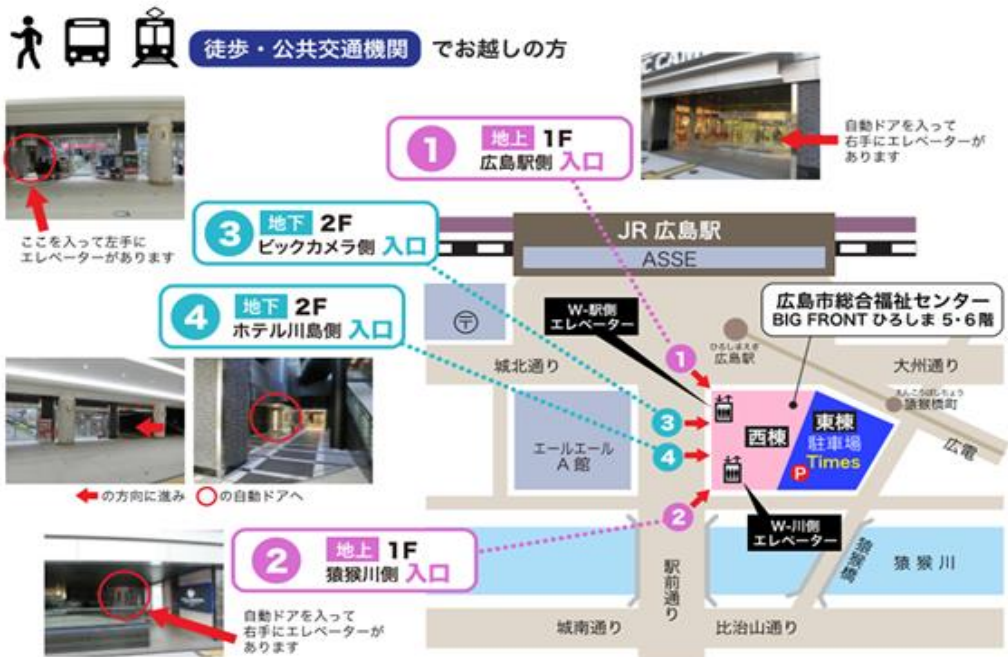 徒歩・公共交通機関 でお越しの方
C CAM
自動ドアを入って
右手にエレベーターが
あります
1
地上 1F
広島駅側 入口
ここを入って左手に
エレベーターがあります
3
地下 2F
ビックカメラ側 入口
4
地下 2F
ホテル川島側 入口
JR 広島駅
ASSE
〒
W-駅側
エレベーター
広島市総合福祉センター
BIG FRONT ひろしま 5・6階
ひろしまえき
広島駅
城北通り
大州通り
1
えんこうばしちょう
猿猴橋町
広電
3
4
エールエール
A 館
西棟
東棟
駐車場
Times
P
の方向に進み
の自動ドアへ
2
W-川側
エレベーター
2
地上 1F
猿猴川側 入口
駅前通り
猿猴橋
猿猴川
自動ドアを入って
右手にエレベーターが
あります
城南通り
比治山通り